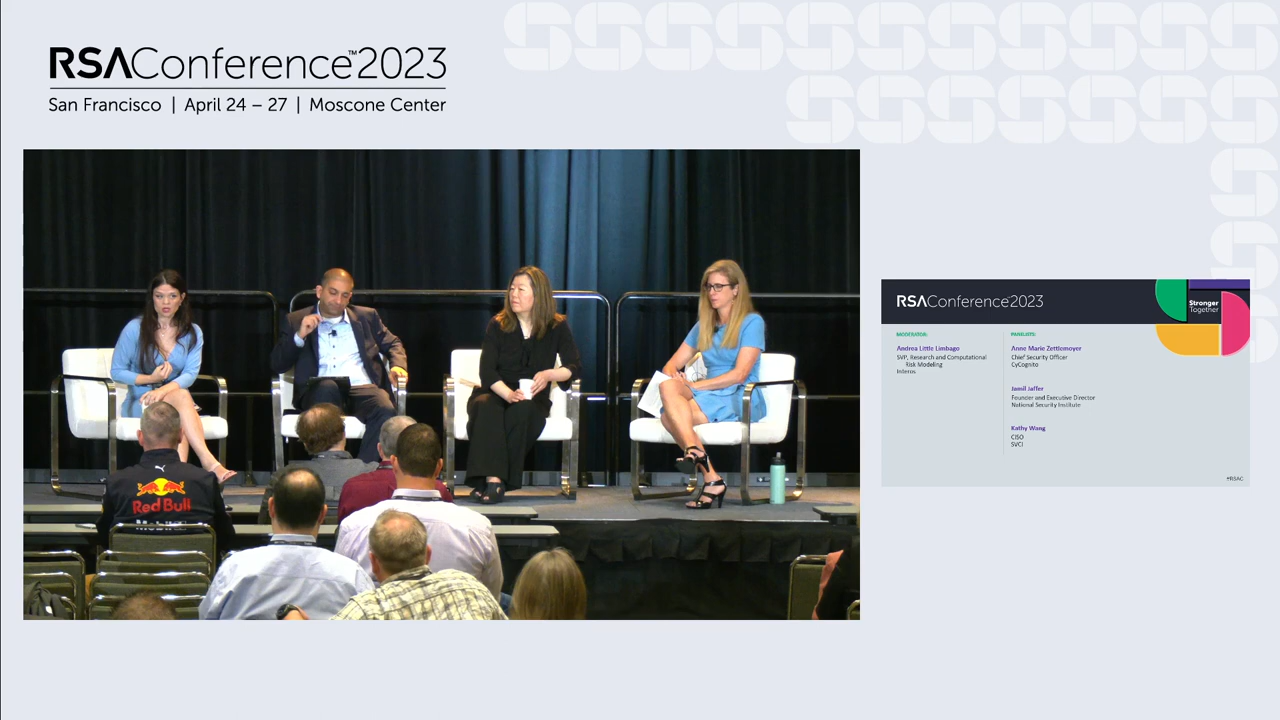 RSAConference™2023
San Francisco | April 24 – 27 | Moscone Center
Red Bull
RSAConference2023
Stronger
Together
MODERATOR:
Andrea Little Limbago
SVP, Research and Computational
Risk Modeling
Interos
PANELISTS:
Anne Marie Zettlemoyer
Chief Security Officer
CyCognito
Jamil Jaffer
Founder and Executive Director
National Security Institute
Kathy Wang
CISO
SVCI
#RSAC